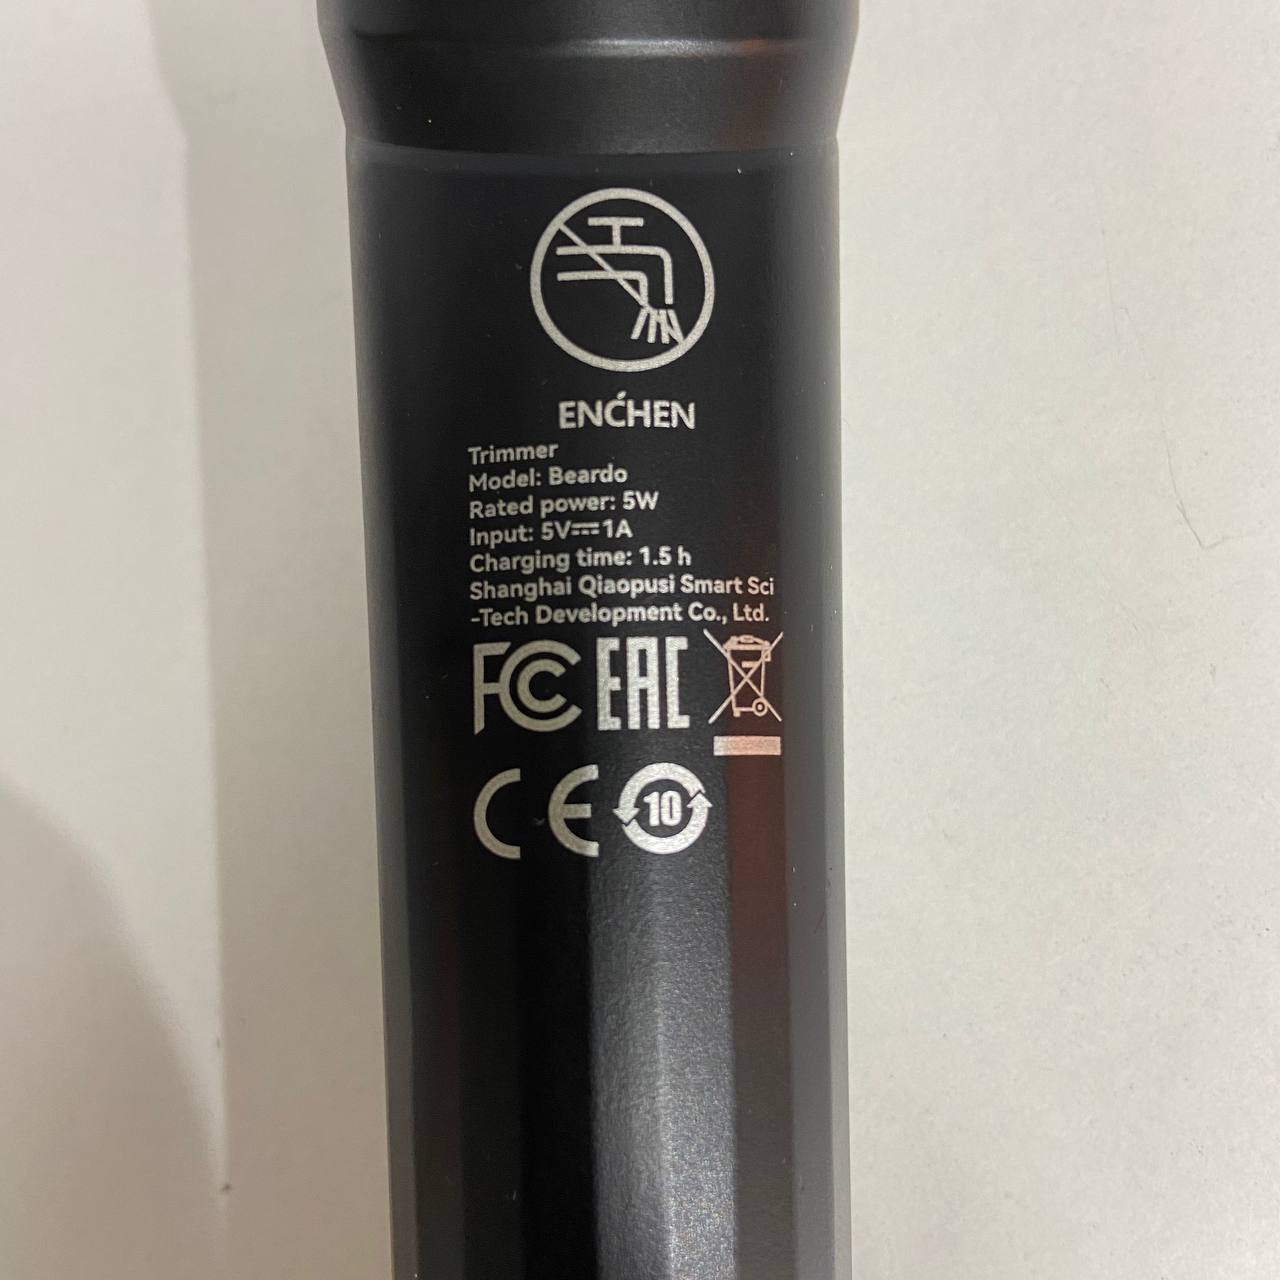 ENĆHEN
Trimmer
Model: Beardo
Rated power: 5W
Input: 5V⎓1A
Charging time: 1.5 h
Shanghai Qiaopusi Smart Sci
-Tech Development Co., Ltd.
FC EAC
CE 10